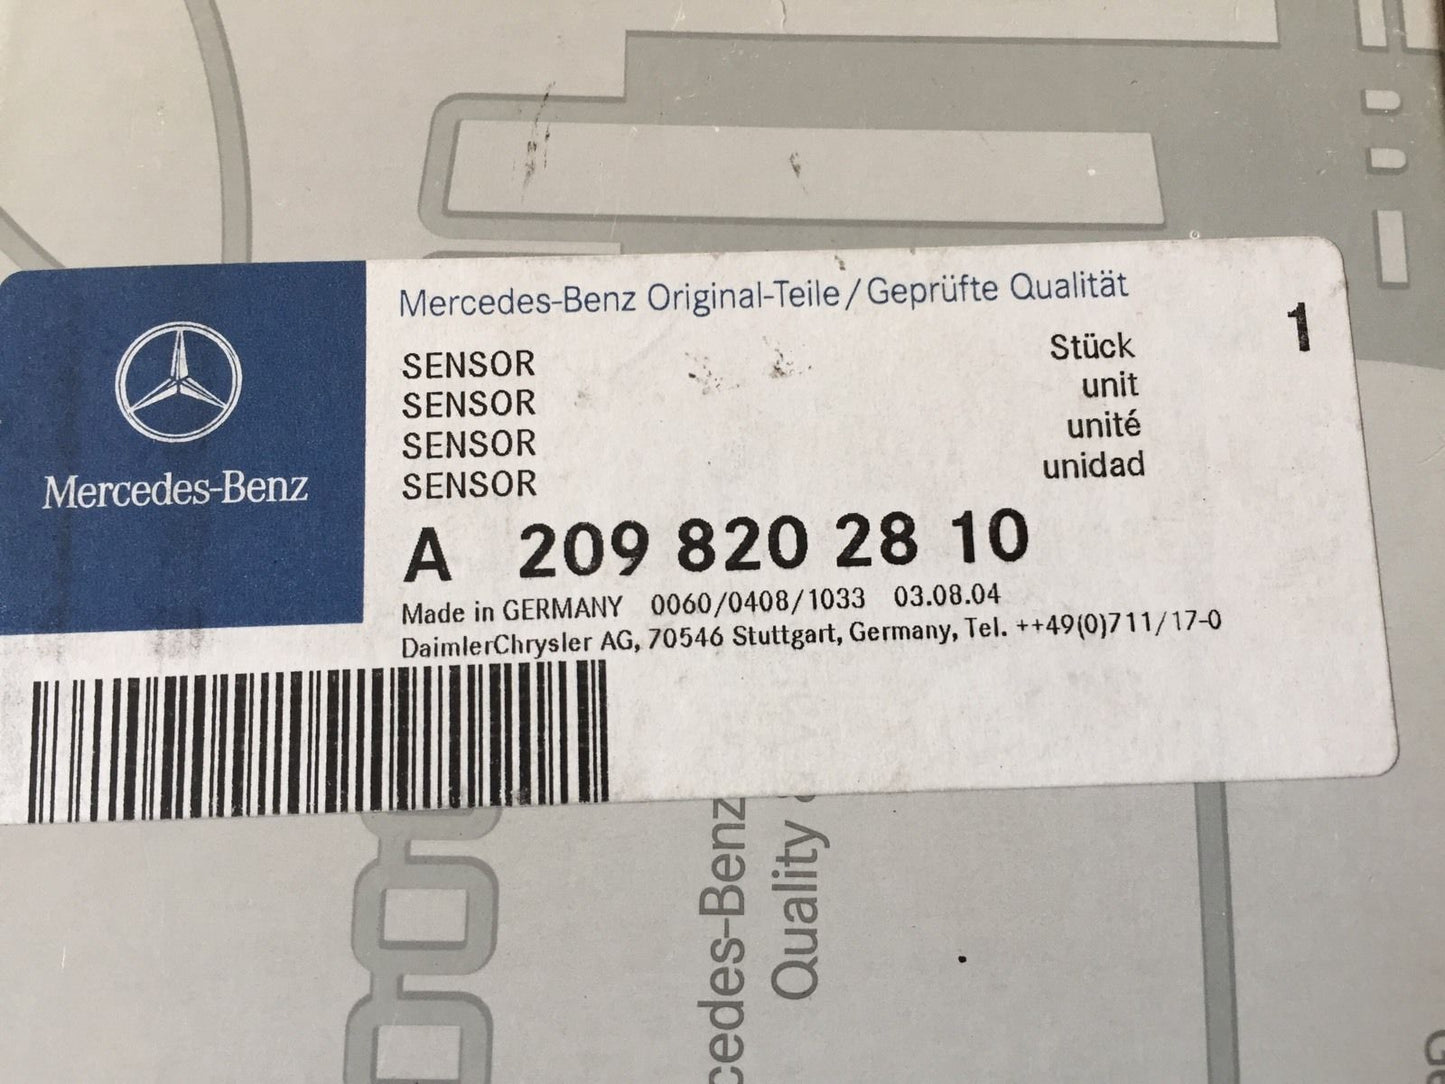 Mercedes-Benz
Mercedes-Benz Original-Teile/Geprüfte Qualität
SENSOR Stück 1
SENSOR unit
SENSOR unité
SENSOR unidad
A 209 820 28 10
Made in GERMANY 0060/0408/1033 03.08.04
DaimlerChrysler AG, 70546 Stuttgart, Germany, Tel. ++49(0)711/17-0
cedes-Benz
Quality